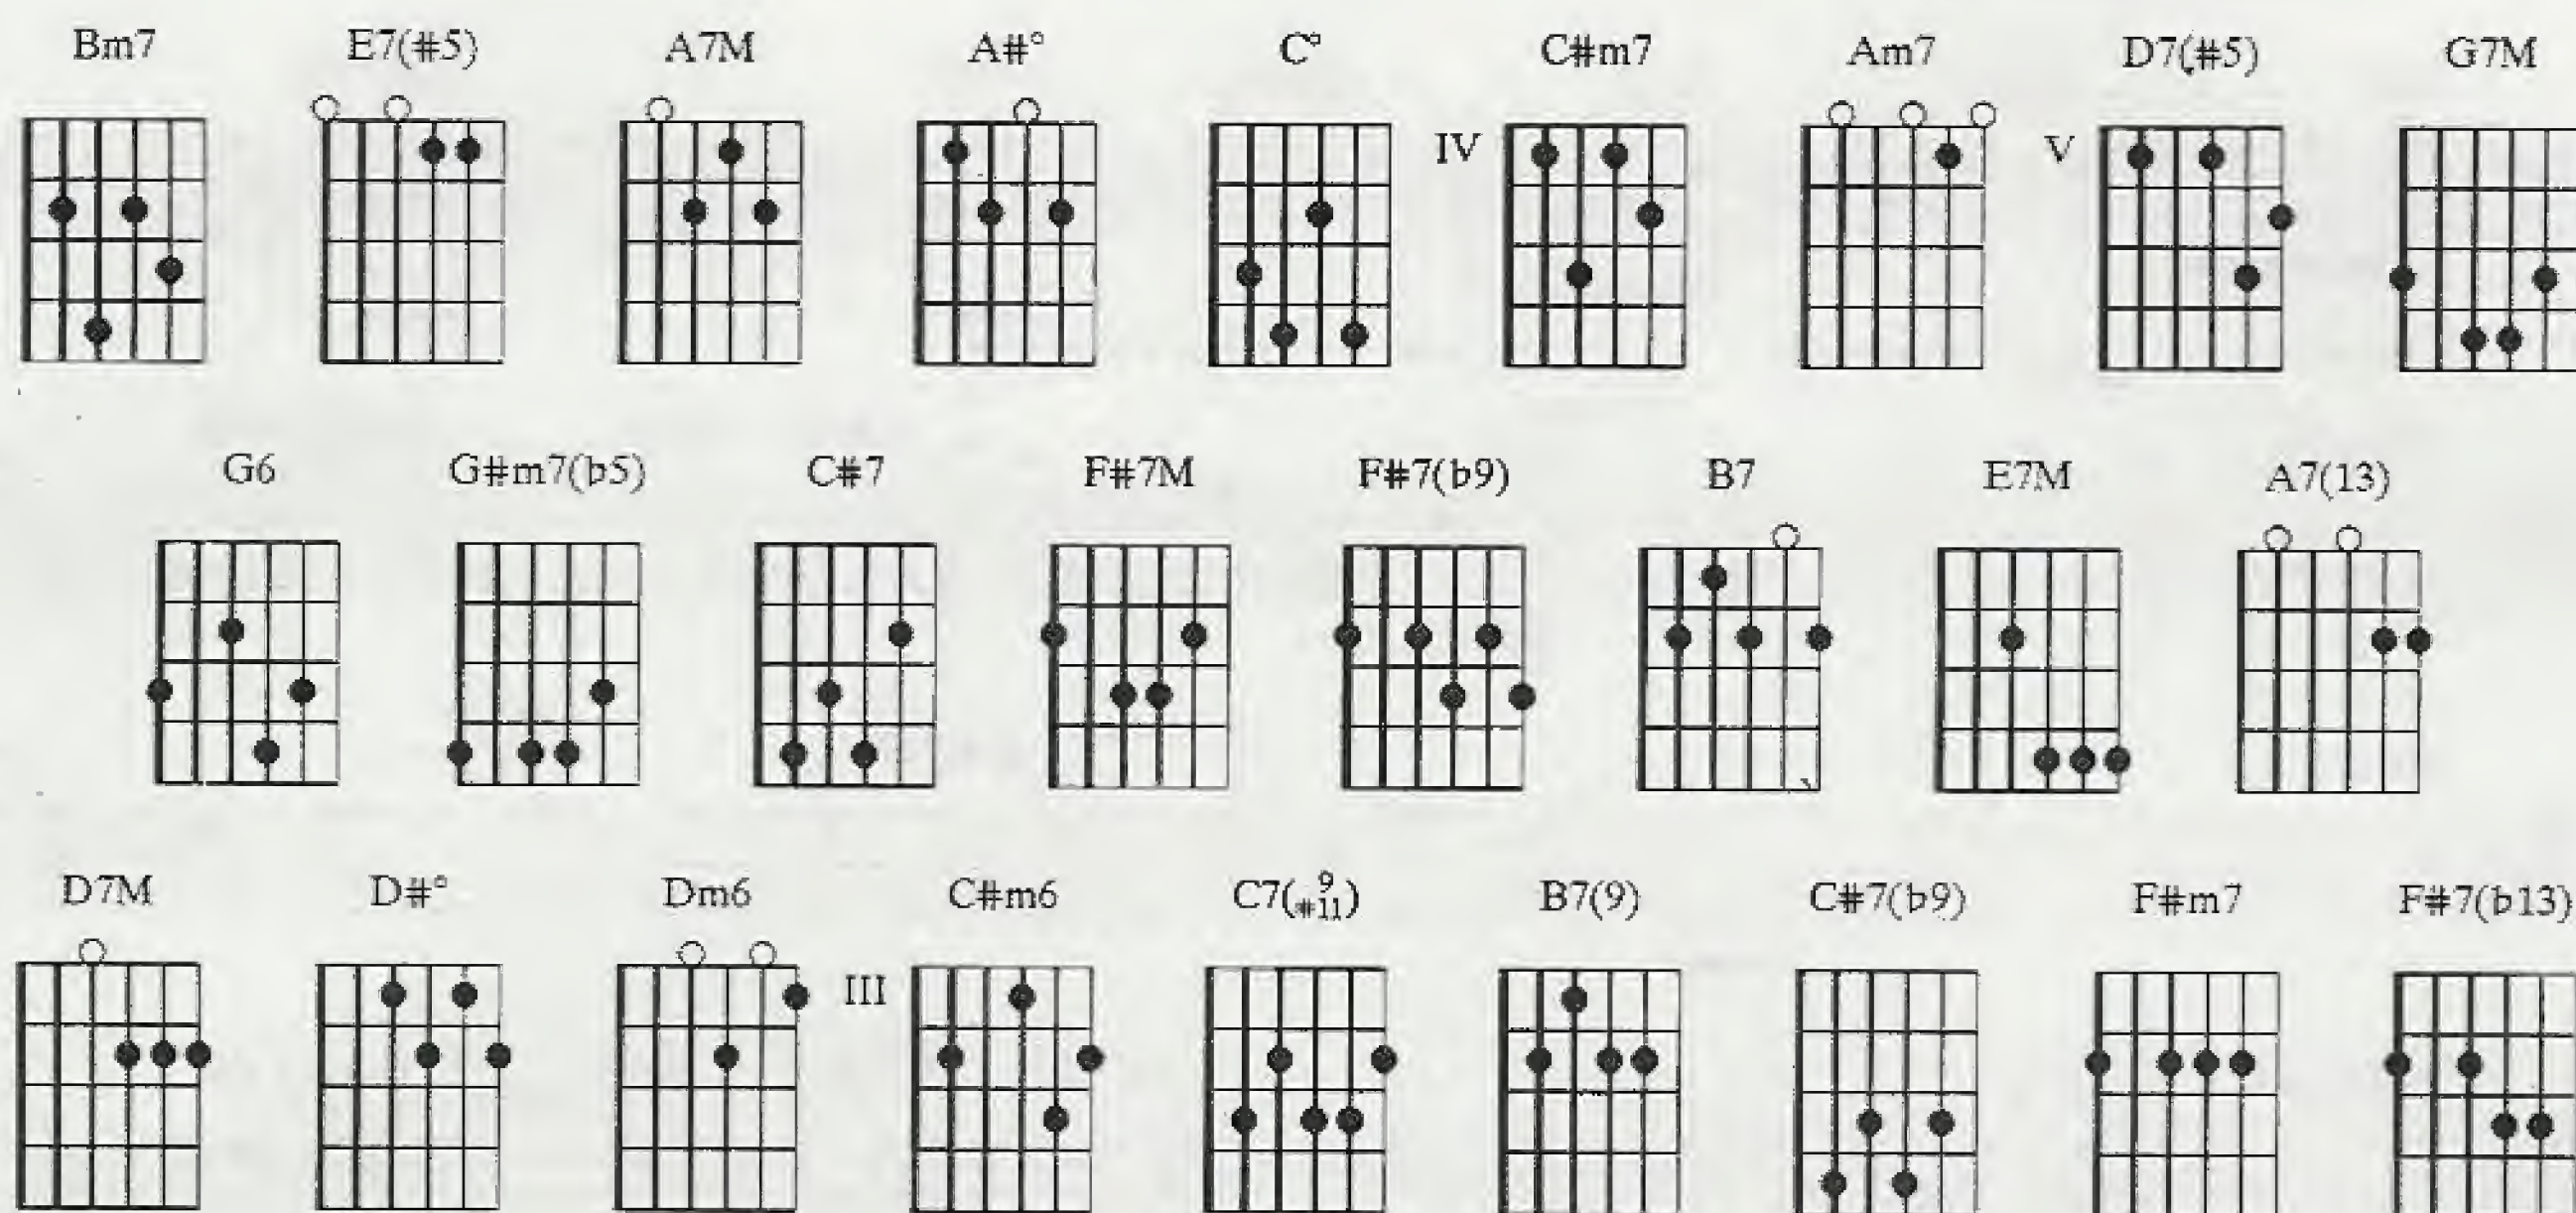 Bm7 E7(#5) A7M A#° C° C#m7 Am7 D7(#5) G7M
IV V
G6 G#m7(b5) C#7 F#7M F#7(b9) B7 E7M A7(13)
D7M D#° Dm6 C#m6 C7(9 #11) B7(9) C#7(b9) F#m7 F#7(b13)
III